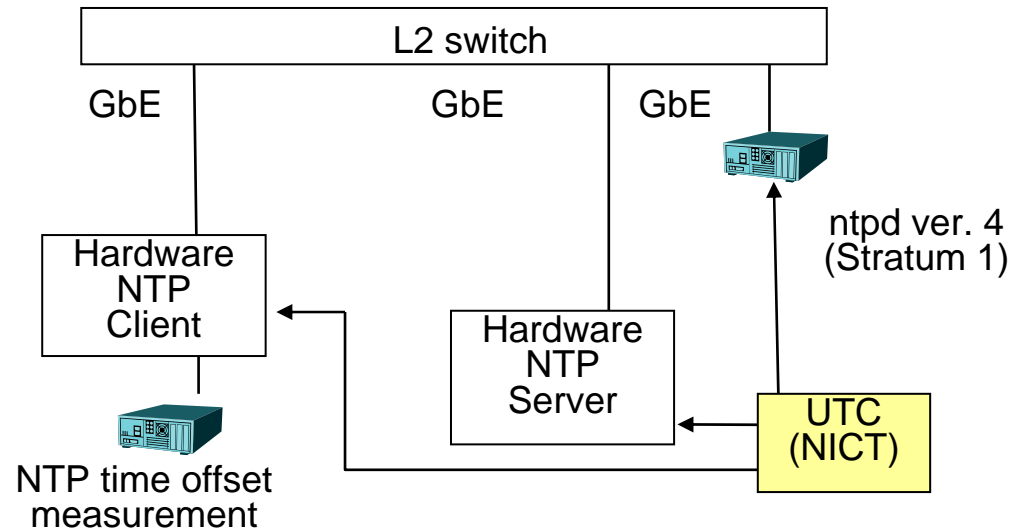 L2 switch
GbE
GbE
GbE
ntpd ver. 4
(Stratum 1)
Hardware
NTP
Client
Hardware
NTP
Server
UTC
(NICT)
NTP time offset
measurement